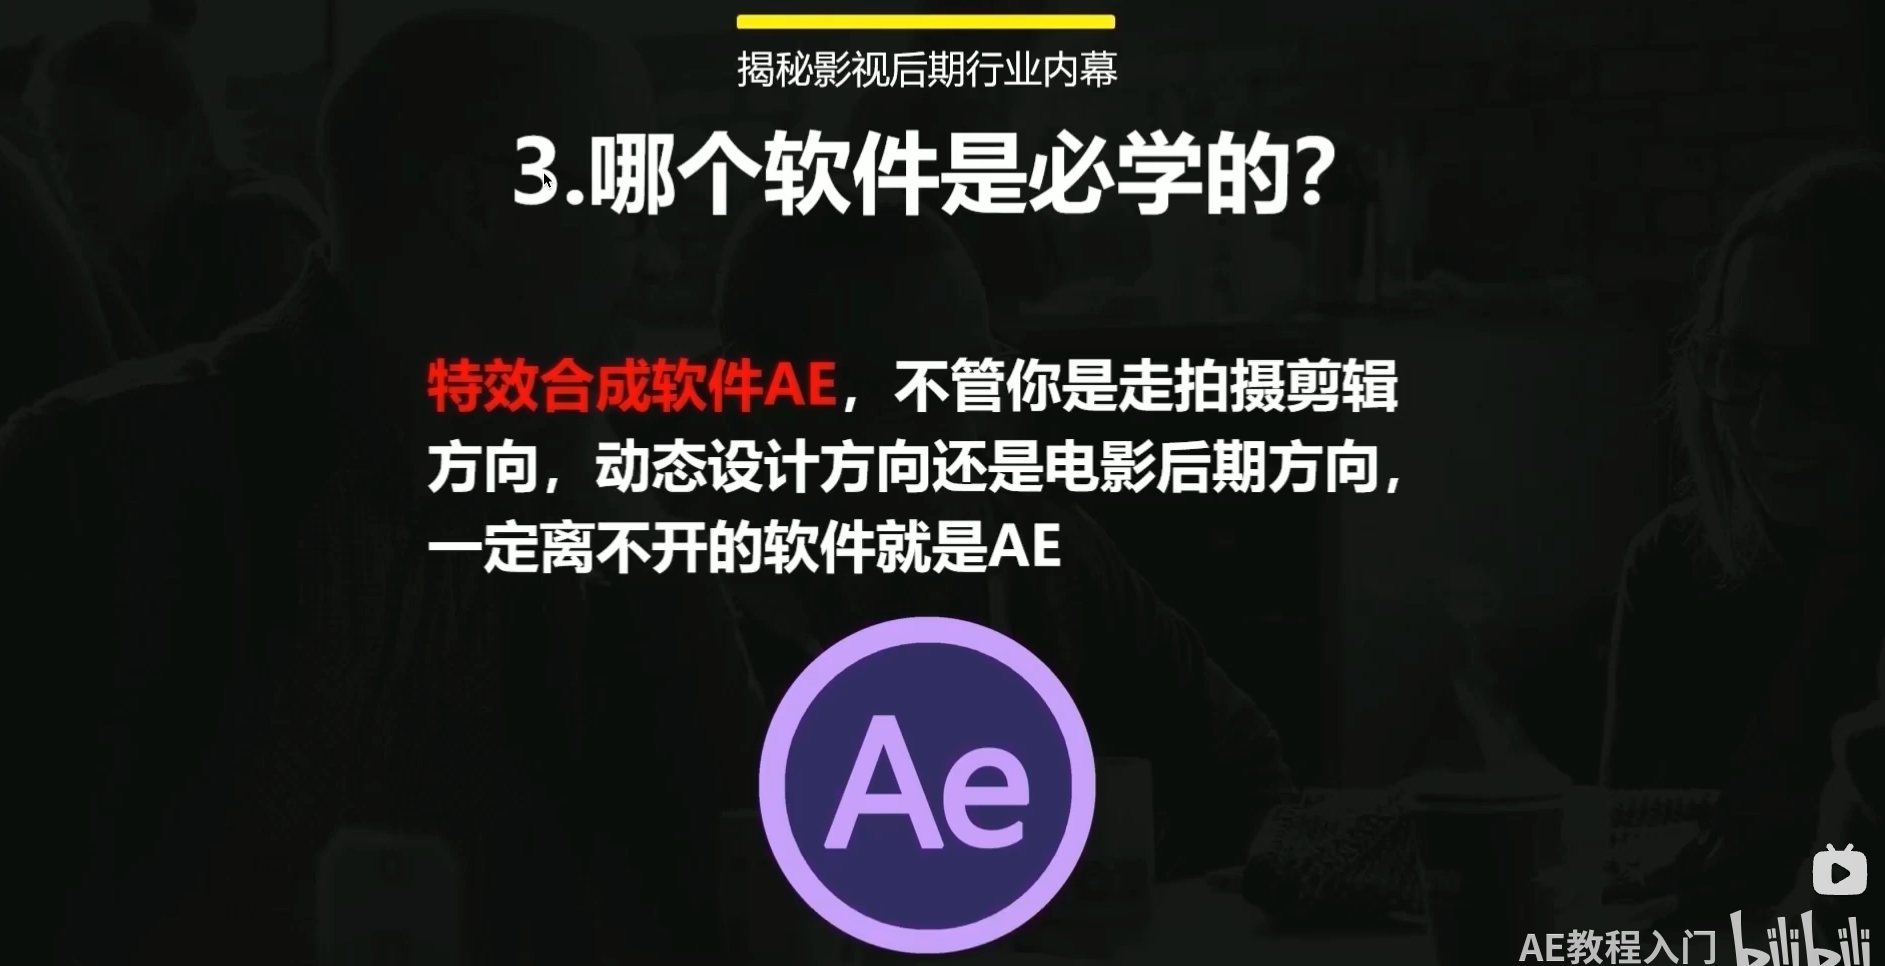 揭秘影视后期行业内幕
3.哪个软件是必学的?
特效合成软件AE，不管你是走拍摄剪辑
方向，动态设计方向还是电影后期方向，
一定离不开的软件就是AE
Ae
AE教程入门 bilibili